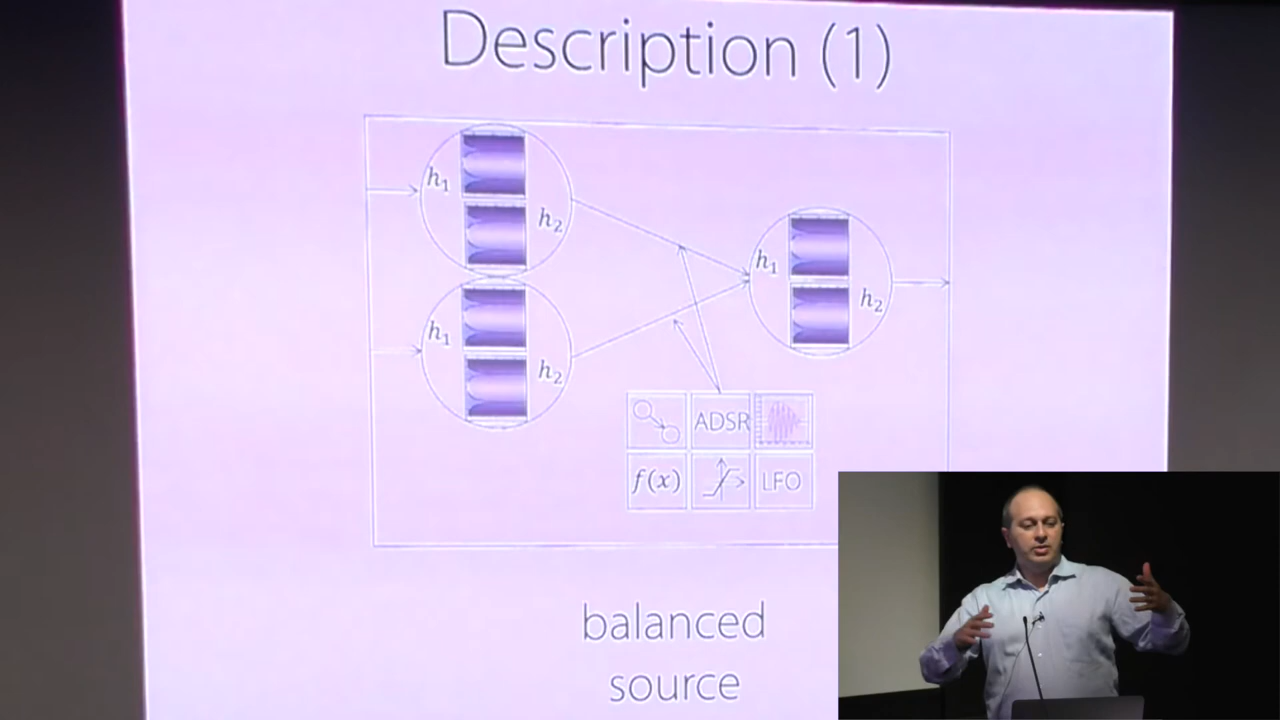 Description (1)
h₁
h₂
h₁
h₂
h₁
h₂
ADSR
f(x)
LFO
balanced
source